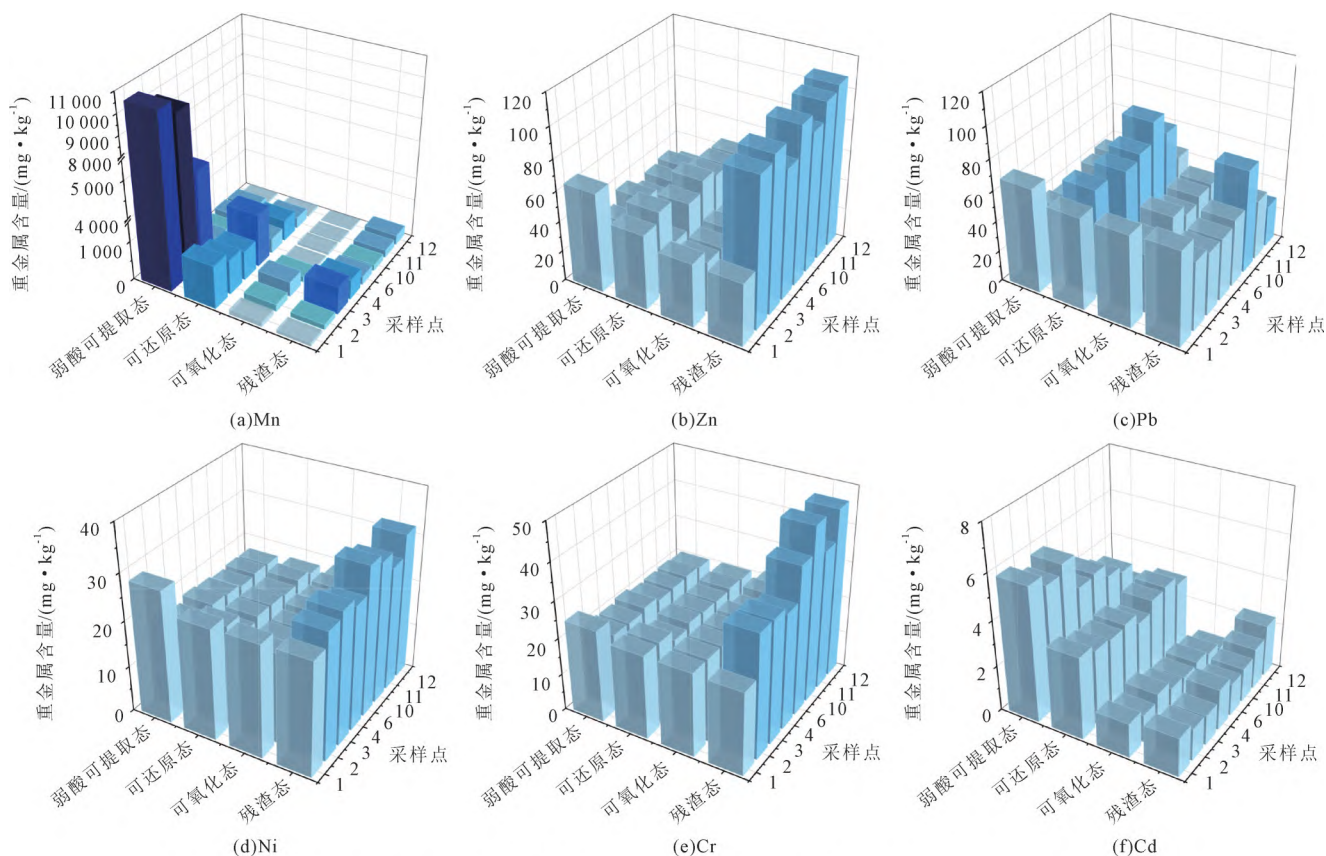 重金属含量/(mg·kg⁻¹)
11 000
10 000
9 000
8 000
5 000
4 000
1 000
0
弱酸可提取态
可还原态
可氧化态
残渣态
1
2
3
4
6
10
11
12
采样点
(a)Mn
重金属含量/(mg·kg⁻¹)
120
100
80
60
40
20
0
弱酸可提取态
可还原态
可氧化态
残渣态
1
2
3
4
6
10
11
12
采样点
(b)Zn
重金属含量/(mg·kg⁻¹)
120
100
80
60
40
20
0
弱酸可提取态
可还原态
可氧化态
残渣态
1
2
3
4
6
10
11
12
采样点
(c)Pb
重金属含量/(mg·kg⁻¹)
40
30
20
10
0
弱酸可提取态
可还原态
可氧化态
残渣态
1
2
3
4
6
10
11
12
采样点
(d)Ni
重金属含量/(mg·kg⁻¹)
50
40
30
20
10
0
弱酸可提取态
可还原态
可氧化态
残渣态
1
2
3
4
6
10
11
12
采样点
(e)Cr
重金属含量/(mg·kg⁻¹)
8
6
4
2
0
弱酸可提取态
可还原态
可氧化态
残渣态
1
2
3
4
6
10
11
12
采样点
(f)Cd